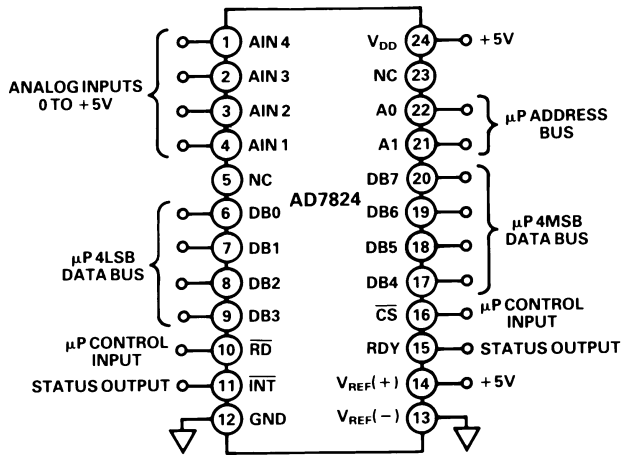 1 AIN 4
2 AIN 3
3 AIN 2
4 AIN 1
ANALOG INPUTS
0 TO +5V
5 NC
6 DB0
7 DB1
8 DB2
9 DB3
µP 4LSB
DATA BUS
µP CONTROL
INPUT
10 R̅D̅
STATUS OUTPUT 11 I̅N̅T̅
12 GND
AD7824
VDD 24 +5V
NC 23
A0 22
A1 21
µP ADDRESS
BUS
DB7 20
DB6 19
DB5 18
DB4 17
µP 4MSB
DATA BUS
C̅S̅ 16
µP CONTROL
INPUT
RDY 15 STATUS OUTPUT
VREF(+) 14 +5V
VREF(−) 13